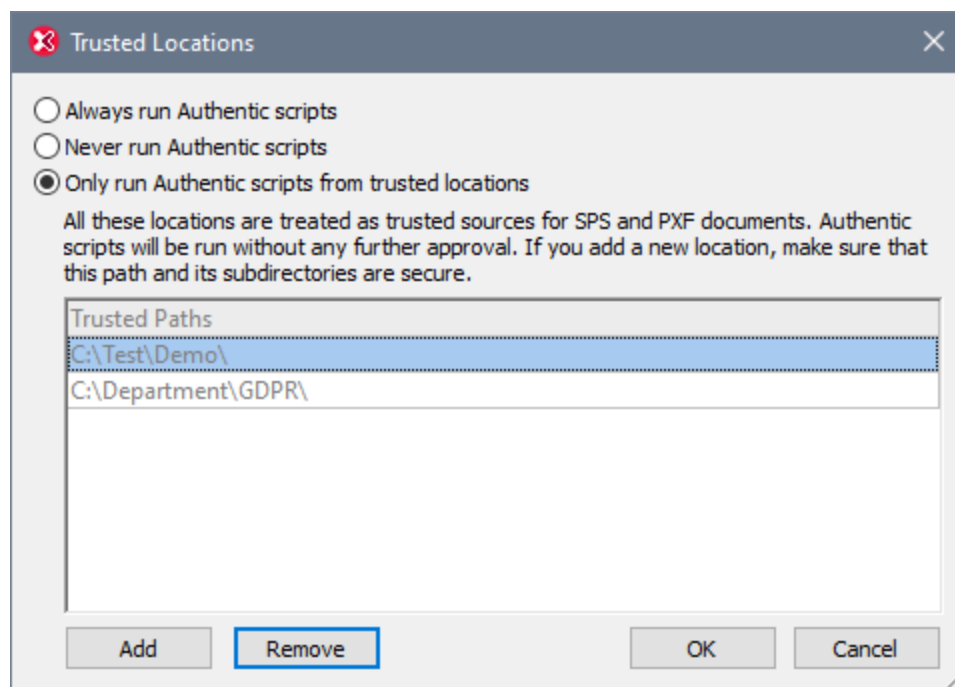 Trusted Locations
Always run Authentic scripts
Never run Authentic scripts
Only run Authentic scripts from trusted locations
All these locations are treated as trusted sources for SPS and PXF documents. Authentic
scripts will be run without any further approval. If you add a new location, make sure that
this path and its subdirectories are secure.
Trusted Paths
C:\Test\Demo\
C:\Department\GDPR\
Add Remove OK Cancel